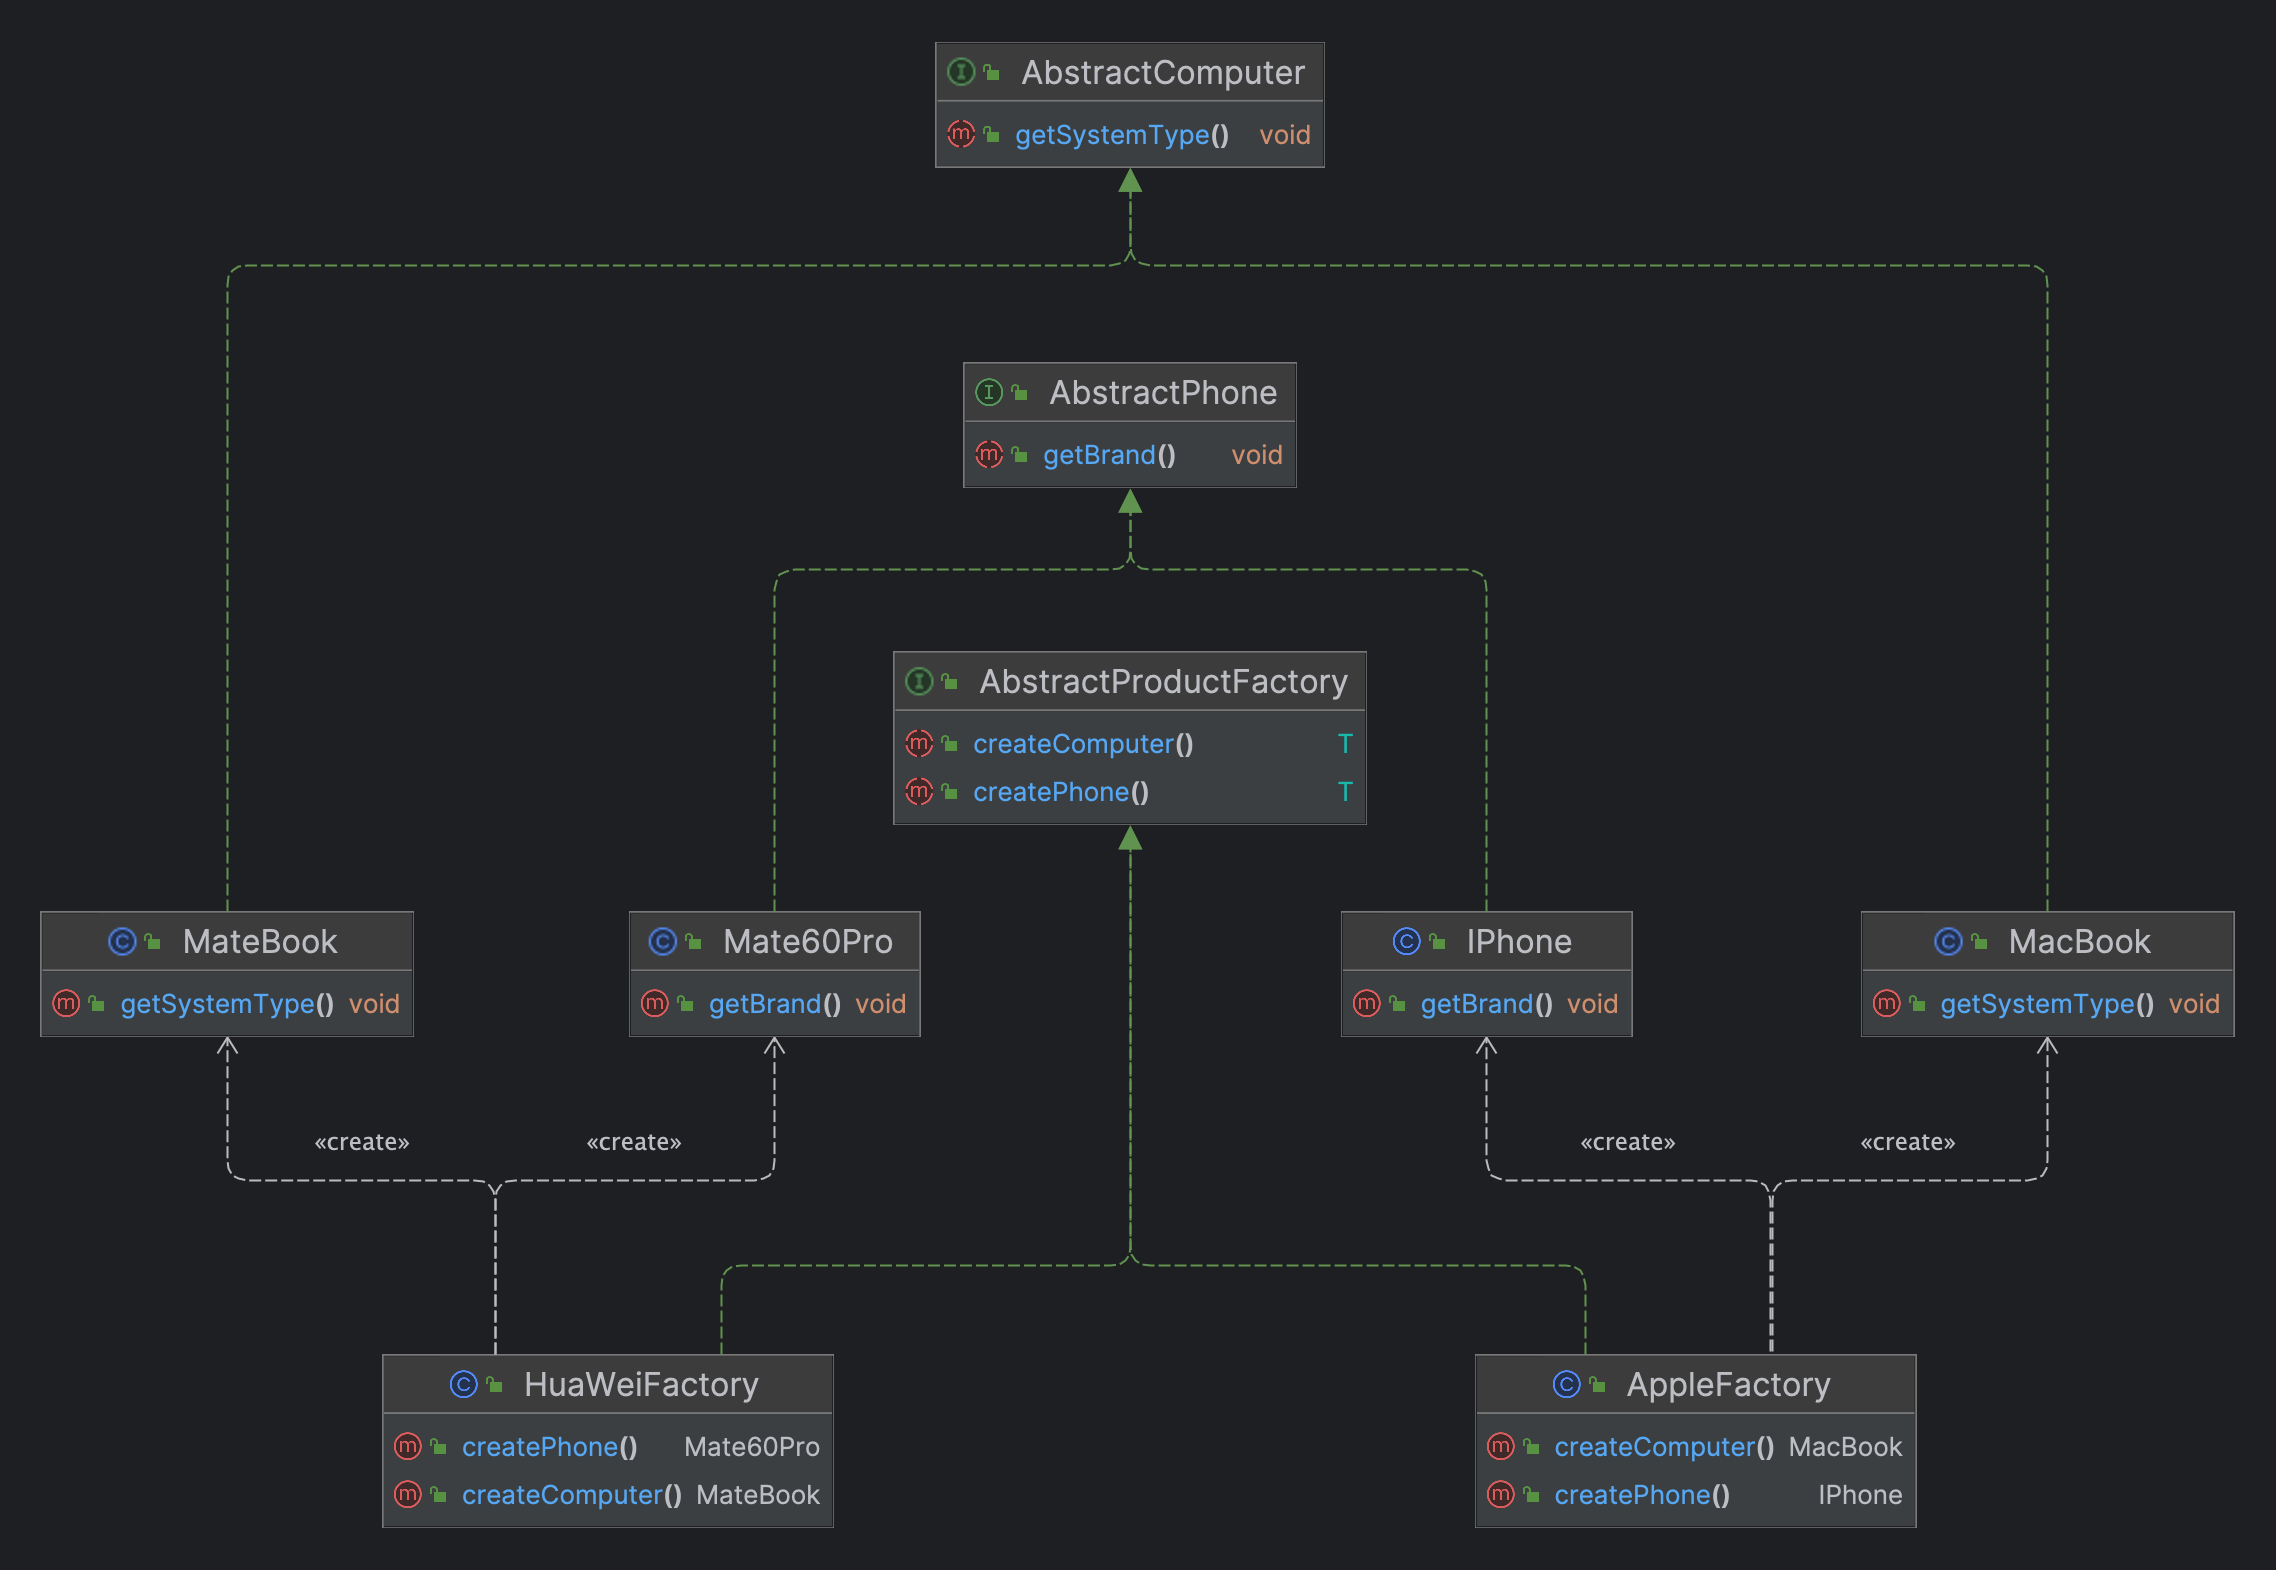 AbstractComputer
getSystemType() void
AbstractPhone
getBrand() void
AbstractProductFactory
createComputer() T
createPhone() T
MateBook
getSystemType() void
Mate60Pro
getBrand() void
IPhone
getBrand() void
MacBook
getSystemType() void
«create»
«create»
«create»
«create»
HuaWeiFactory
createPhone() Mate60Pro
createComputer() MateBook
AppleFactory
createComputer() MacBook
createPhone() IPhone